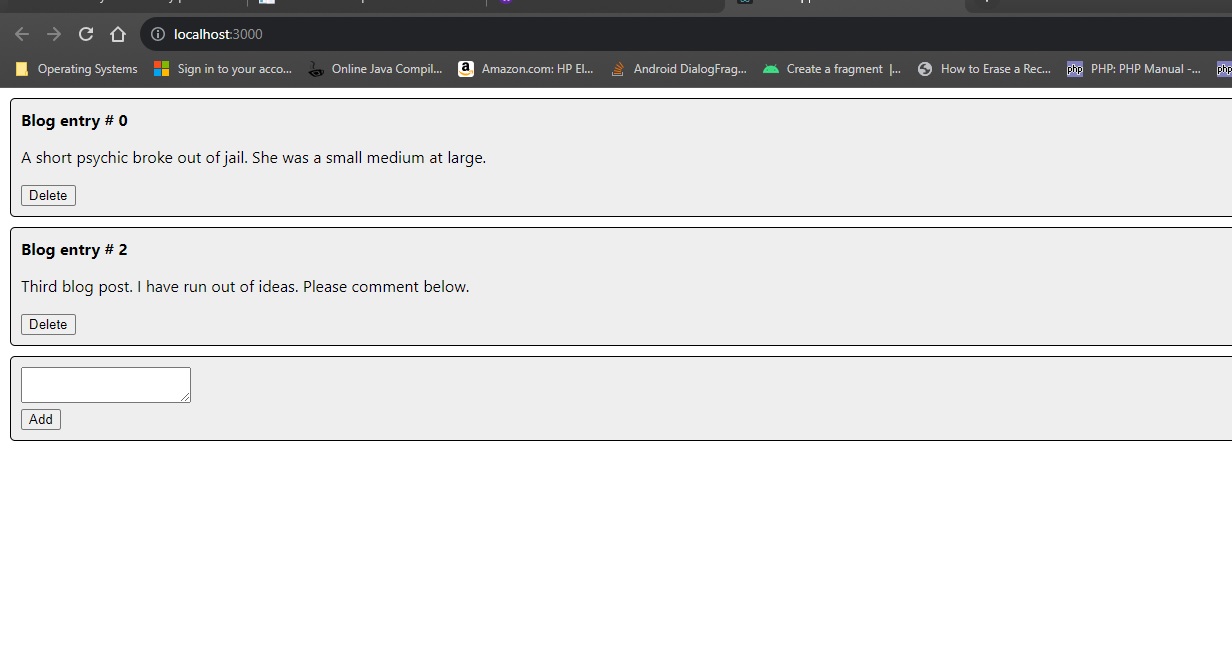 localhost:3000
Operating Systems Sign in to your acco... Online Java Compil... a Amazon.com: HP El... Android DialogFrag... Create a fragment |... How to Erase a Rec... php PHP: PHP Manual -... php
Blog entry # 0
A short psychic broke out of jail. She was a small medium at large.
Delete
Blog entry # 2
Third blog post. I have run out of ideas. Please comment below.
Delete
Add